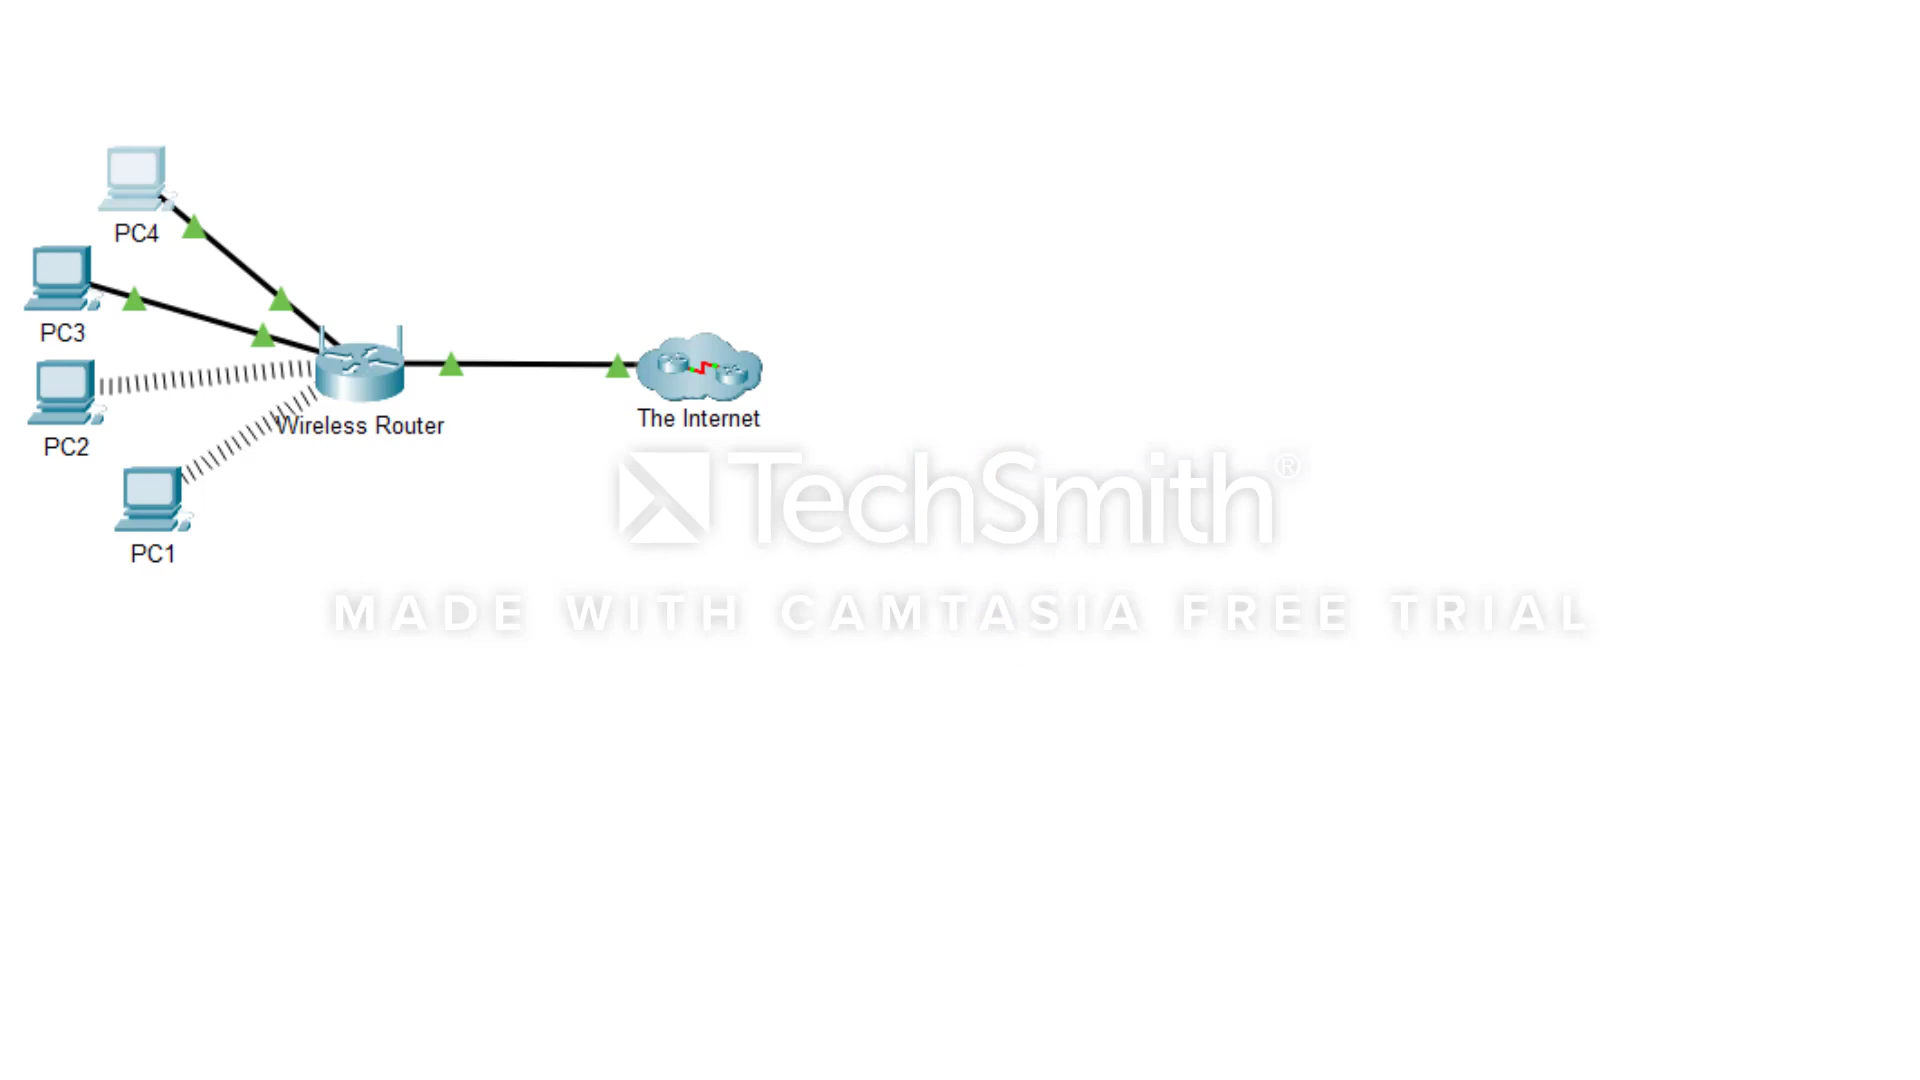 PC4
PC3
PC2
Wireless Router
The Internet
PC1
TechSmith®
MADE WITH CAMTASIA FREE TRIAL